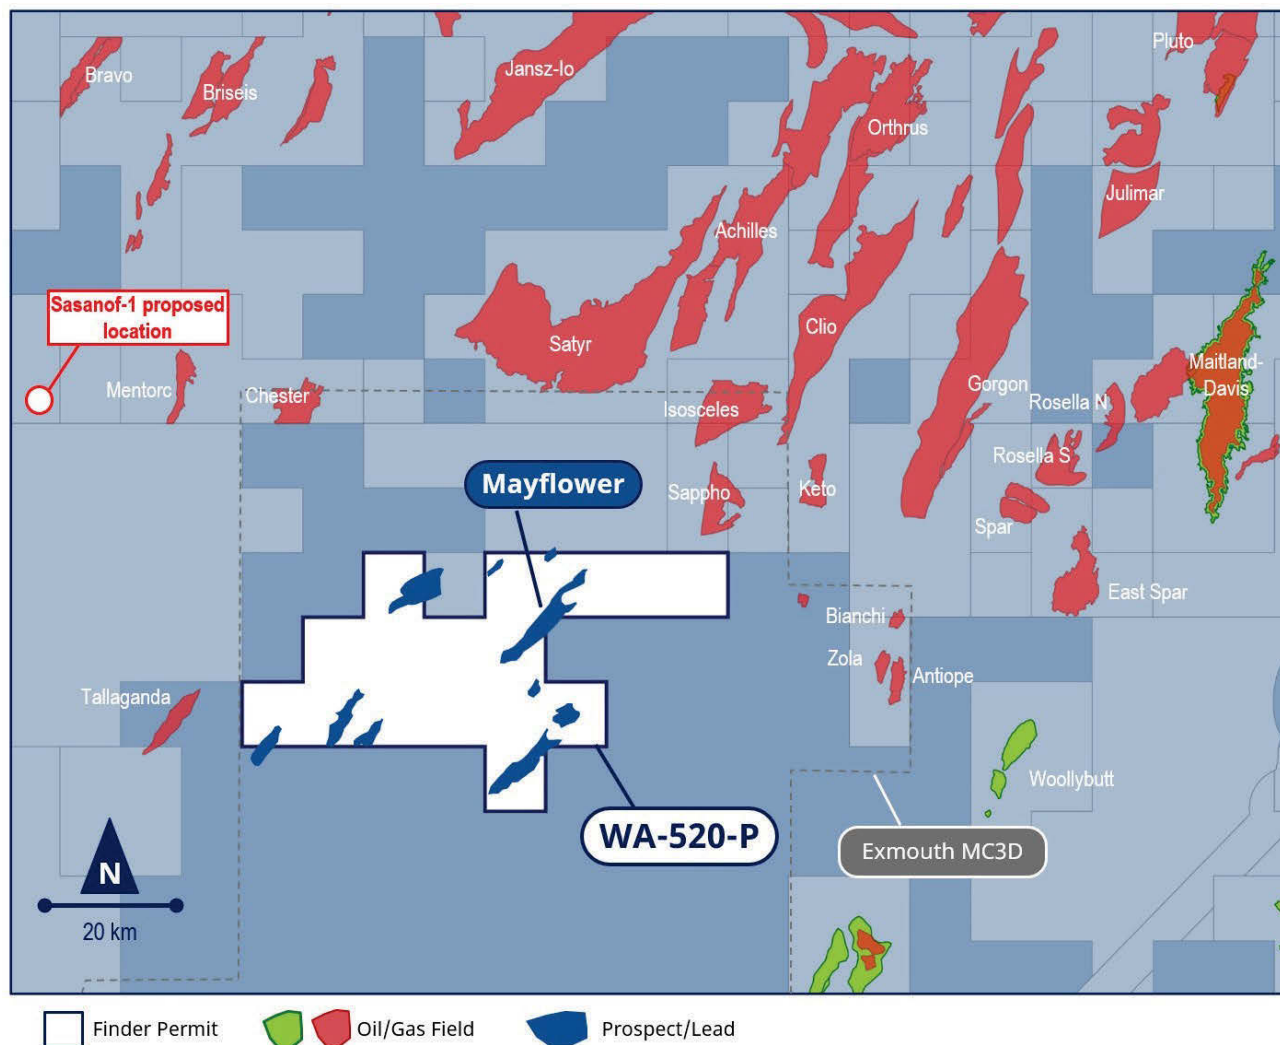 Pluto
Bravo
Briseis
Jansz-Io
Orthrus
Julimar
Achilles
Sasanof-1 proposed
location
Clio
Satyr
Maitland-
Davis
Mentorc
Chester
Gorgon
Rosella N
Isosceles
Rosella S
Mayflower
Sappho
Keto
Spar
East Spar
Bianchi
Zola
Antiope
Tallaganda
Woollybutt
WA-520-P
Exmouth MC3D
N
20 km
Finder Permit
Oil/Gas Field
Prospect/Lead